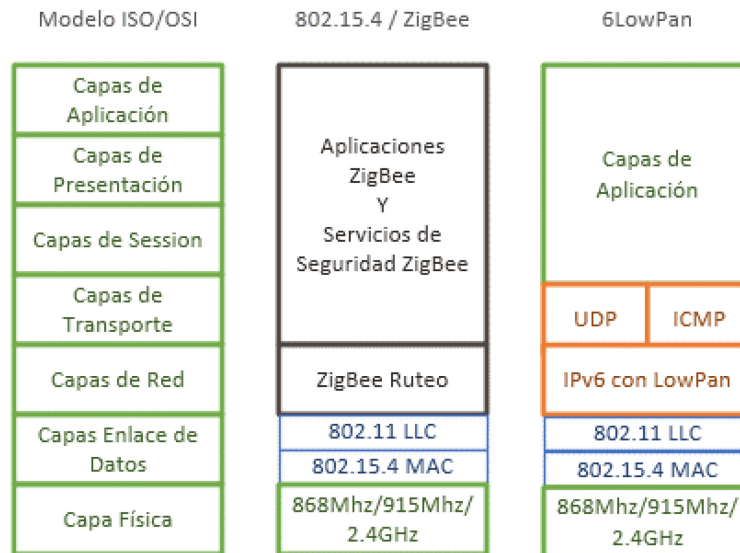 Modelo ISO/OSI
802.15.4 / ZigBee
6LowPan
Capas de
Aplicación
Capas de
Presentación
Capas de Session
Capas de
Transporte
Capas de Red
Capas Enlace de
Datos
Capa Física
Aplicaciones
ZigBee
Y
Servicios de
Seguridad ZigBee
ZigBee Ruteo
802.11 LLC
802.15.4 MAC
868Mhz/915Mhz/
2.4GHz
Capas de
Aplicación
UDP
ICMP
IPv6 con LowPan
802.11 LLC
802.15.4 MAC
868Mhz/915Mhz/
2.4GHz